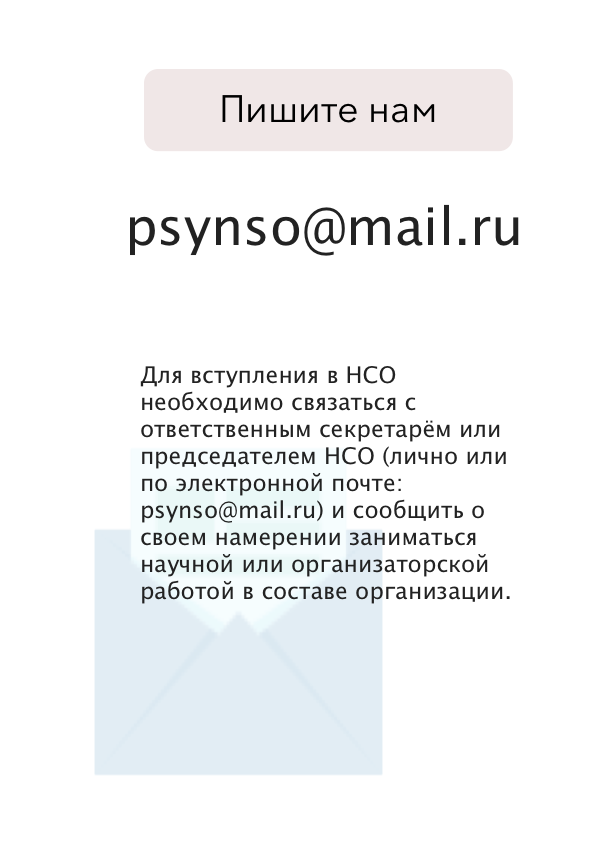 Пишите нам
psynso@mail.ru
Для вступления в НСО
необходимо связаться с
ответственным секретарём или
председателем НСО (лично или
по электронной почте:
psynso@mail.ru) и сообщить о
своем намерении заниматься
научной или организаторской
работой в составе организации.